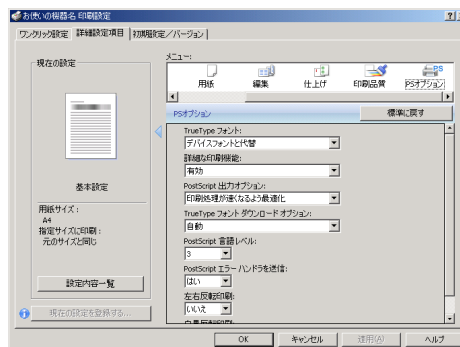 お使いの機器名 印刷設定
ワンクリック設定 詳細設定項目 初期設定/バージョン
現在の設定
基本設定
用紙サイズ：
A4
指定サイズに印刷：
元のサイズと同じ
設定内容一覧
現在の設定を登録する...
メニュー:
用紙 編集 仕上げ 印刷品質 PSオプション
PSオプション 標準に戻す
TrueType フォント:
デバイスフォントと代替
詳細な印刷機能:
有効
PostScript 出力オプション:
印刷処理が速くなるよう最適化
TrueType フォント ダウンロード オプション:
自動
PostScript 言語レベル:
3
PostScript エラー ハンドラを送信:
はい
左右反転印刷:
いいえ
OK キャンセル 適用(A) ヘルプ